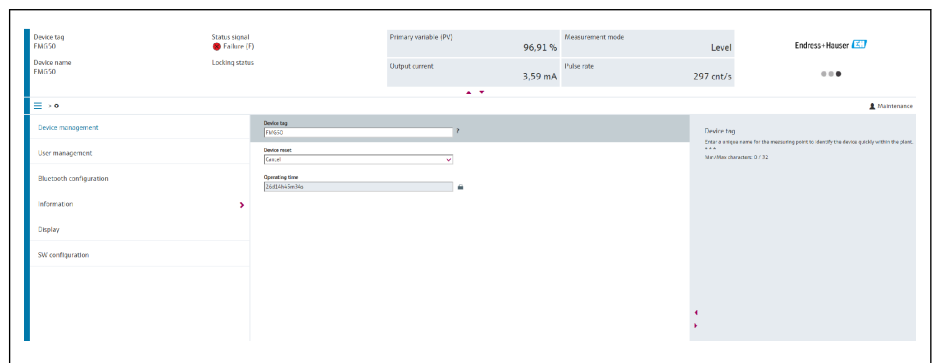 Device tag
FMG50
Status signal
Failure (F)
Device name
FMG50
Locking status
Primary variable (PV)
96,91 %
Measurement mode
Level
Output current
3,59 mA
Pulse rate
297 cnt/s
Endress+Hauser
Maintenance
Device management
User management
Bluetooth configuration
Information
Display
SW configuration
Device tag
FMG50
?
Device reset
Cancel
Operating time
26d14h45m34s
Device tag
Enter a unique name for the measuring point to identify the device quickly within the plant.
* * *
Min./Max characters: 0 / 32